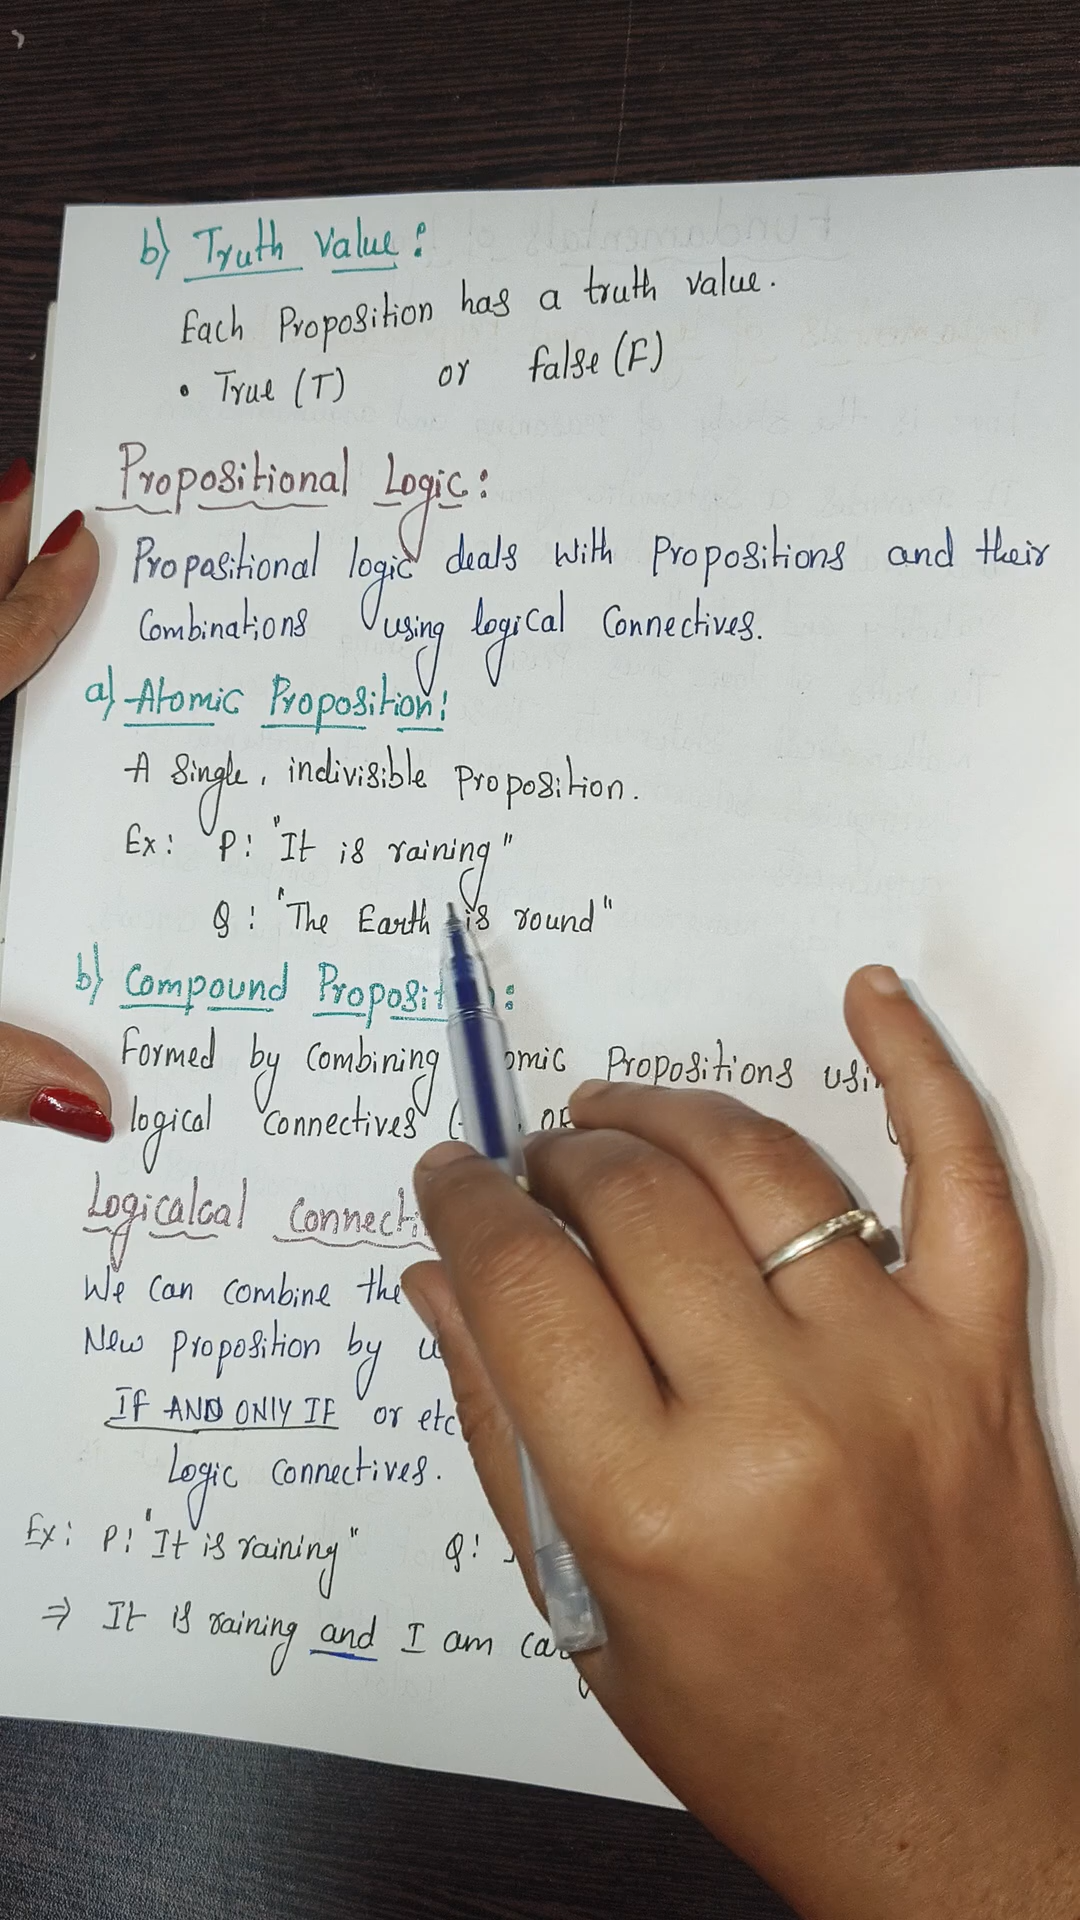 b) Truth Value:
Each Proposition has a truth value.
• True (T) or false (F)
Propositional Logic:
Propositional logic deals with Propositions and their
Combinations using logical Connectives.
a) Atomic Proposition:
A Single, indivisible Proposition.
Ex: P: "It is raining"
Q: "The Earth is round"
b) Compound Proposit :
Formed by Combining Propositions
logical Connectives ( OR
Logicalcal Connecti
We Can Combine the
New proposition by
IF AND ONLY IF or etc
Logic Connectives.
Ex: P: "It is raining" Q:
⇒ It is raining and I am